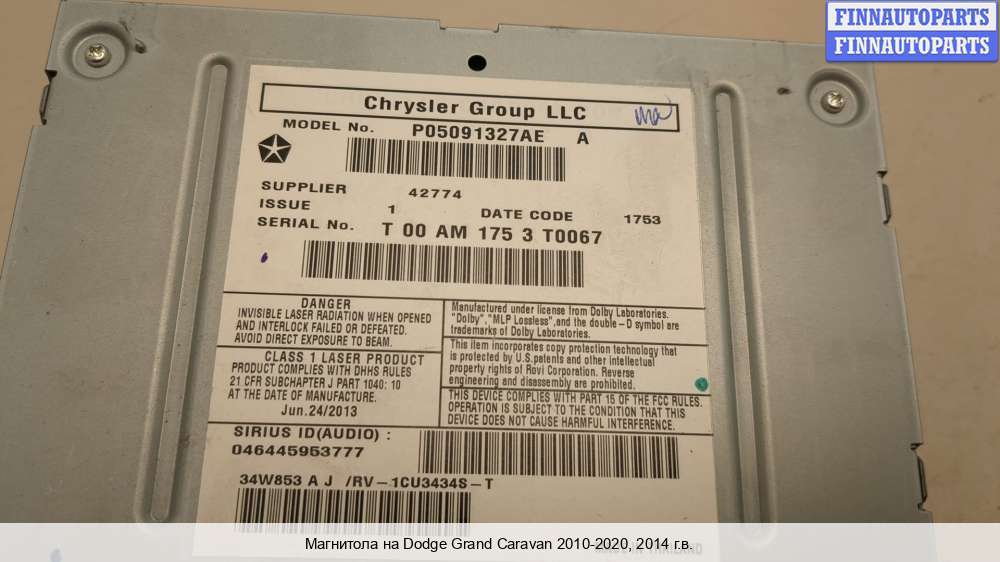 FINNAUTOPARTS
FINNAUTOPARTS
Chrysler Group LLC
MODEL No. P05091327AE A
SUPPLIER 42774
ISSUE 1 DATE CODE 1753
SERIAL No. T 00 AM 175 3 T0067
DANGER
INVISIBLE LASER RADIATION WHEN OPENED
AND INTERLOCK FAILED OR DEFEATED.
AVOID DIRECT EXPOSURE TO BEAM.
CLASS 1 LASER PRODUCT
PRODUCT COMPLIES WITH DHHS RULES
21 CFR SUBCHAPTER J PART 1040: 10
AT THE DATE OF MANUFACTURE.
Jun.24/2013
Manufactured under license from Dolby Laboratories.
"Dolby","MLP Lossless",and the double-D symbol are
trademarks of Dolby Laboratories.
This item incorporates copy protection technology that
is protected by U.S.patents and other intellectual
property rights of Rovi Corporation. Reverse
engineering and disassembly are prohibited.
THIS DEVICE COMPLIES WITH PART 15 OF THE FCC RULES.
OPERATION IS SUBJECT TO THE CONDITION THAT THIS
DEVICE DOES NOT CAUSE HARMFUL INTERFERENCE.
SIRIUS ID(AUDIO) :
046445953777
34W853 A J /RV-1CU3434S-T
Магнитола на Dodge Grand Caravan 2010-2020, 2014 г.в.